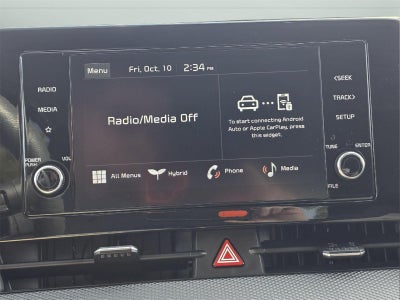 Menu Fri, Oct. 10 2:34 PM
RADIO
MEDIA
POWER PUSH VOL
Radio/Media Off
To start connecting Android
Auto or Apple CarPlay, press
this widget.
All Menus Hybrid Phone Media
<SEEK
TRACK>
SETUP
TUNE ENTER
FILE